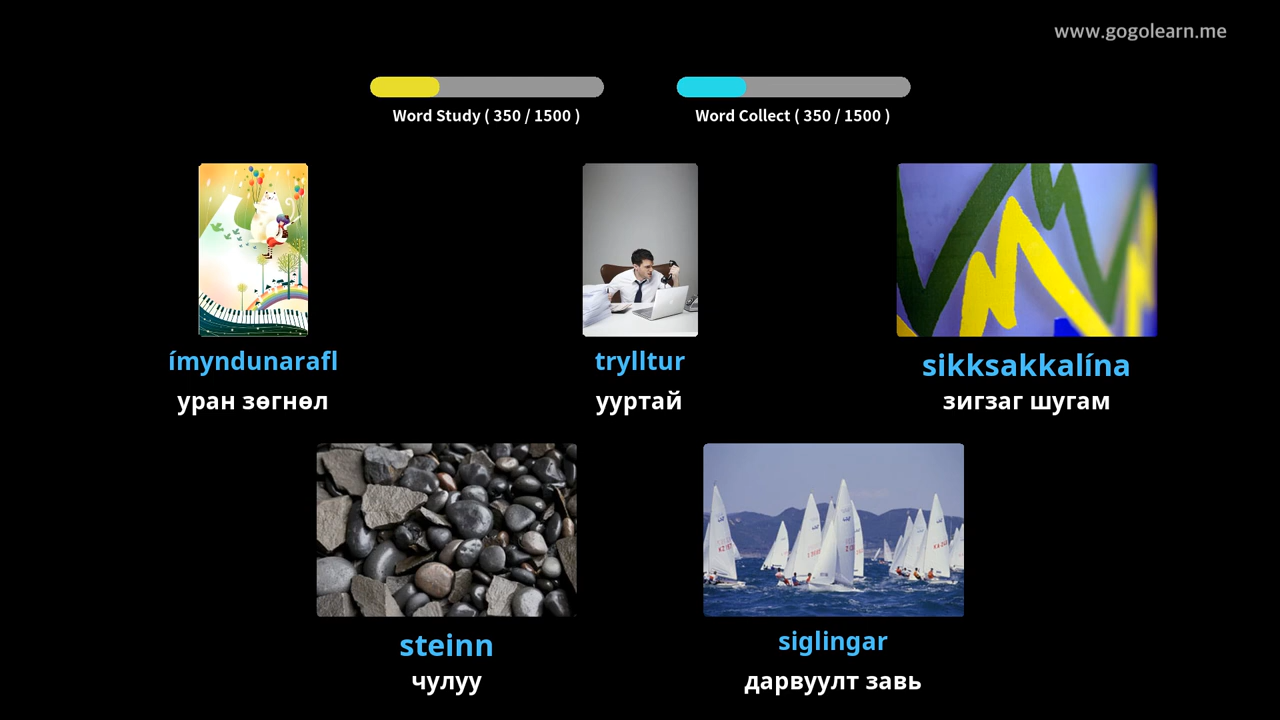 www.gogolearn.me
Word Study ( 350 / 1500 )
Word Collect ( 350 / 1500 )
ímyndunarafl
уран зөгнөл
trylltur
ууртай
sikksakkalína
зигзаг шугам
steinn
чулуу
siglingar
дарвуулт завь